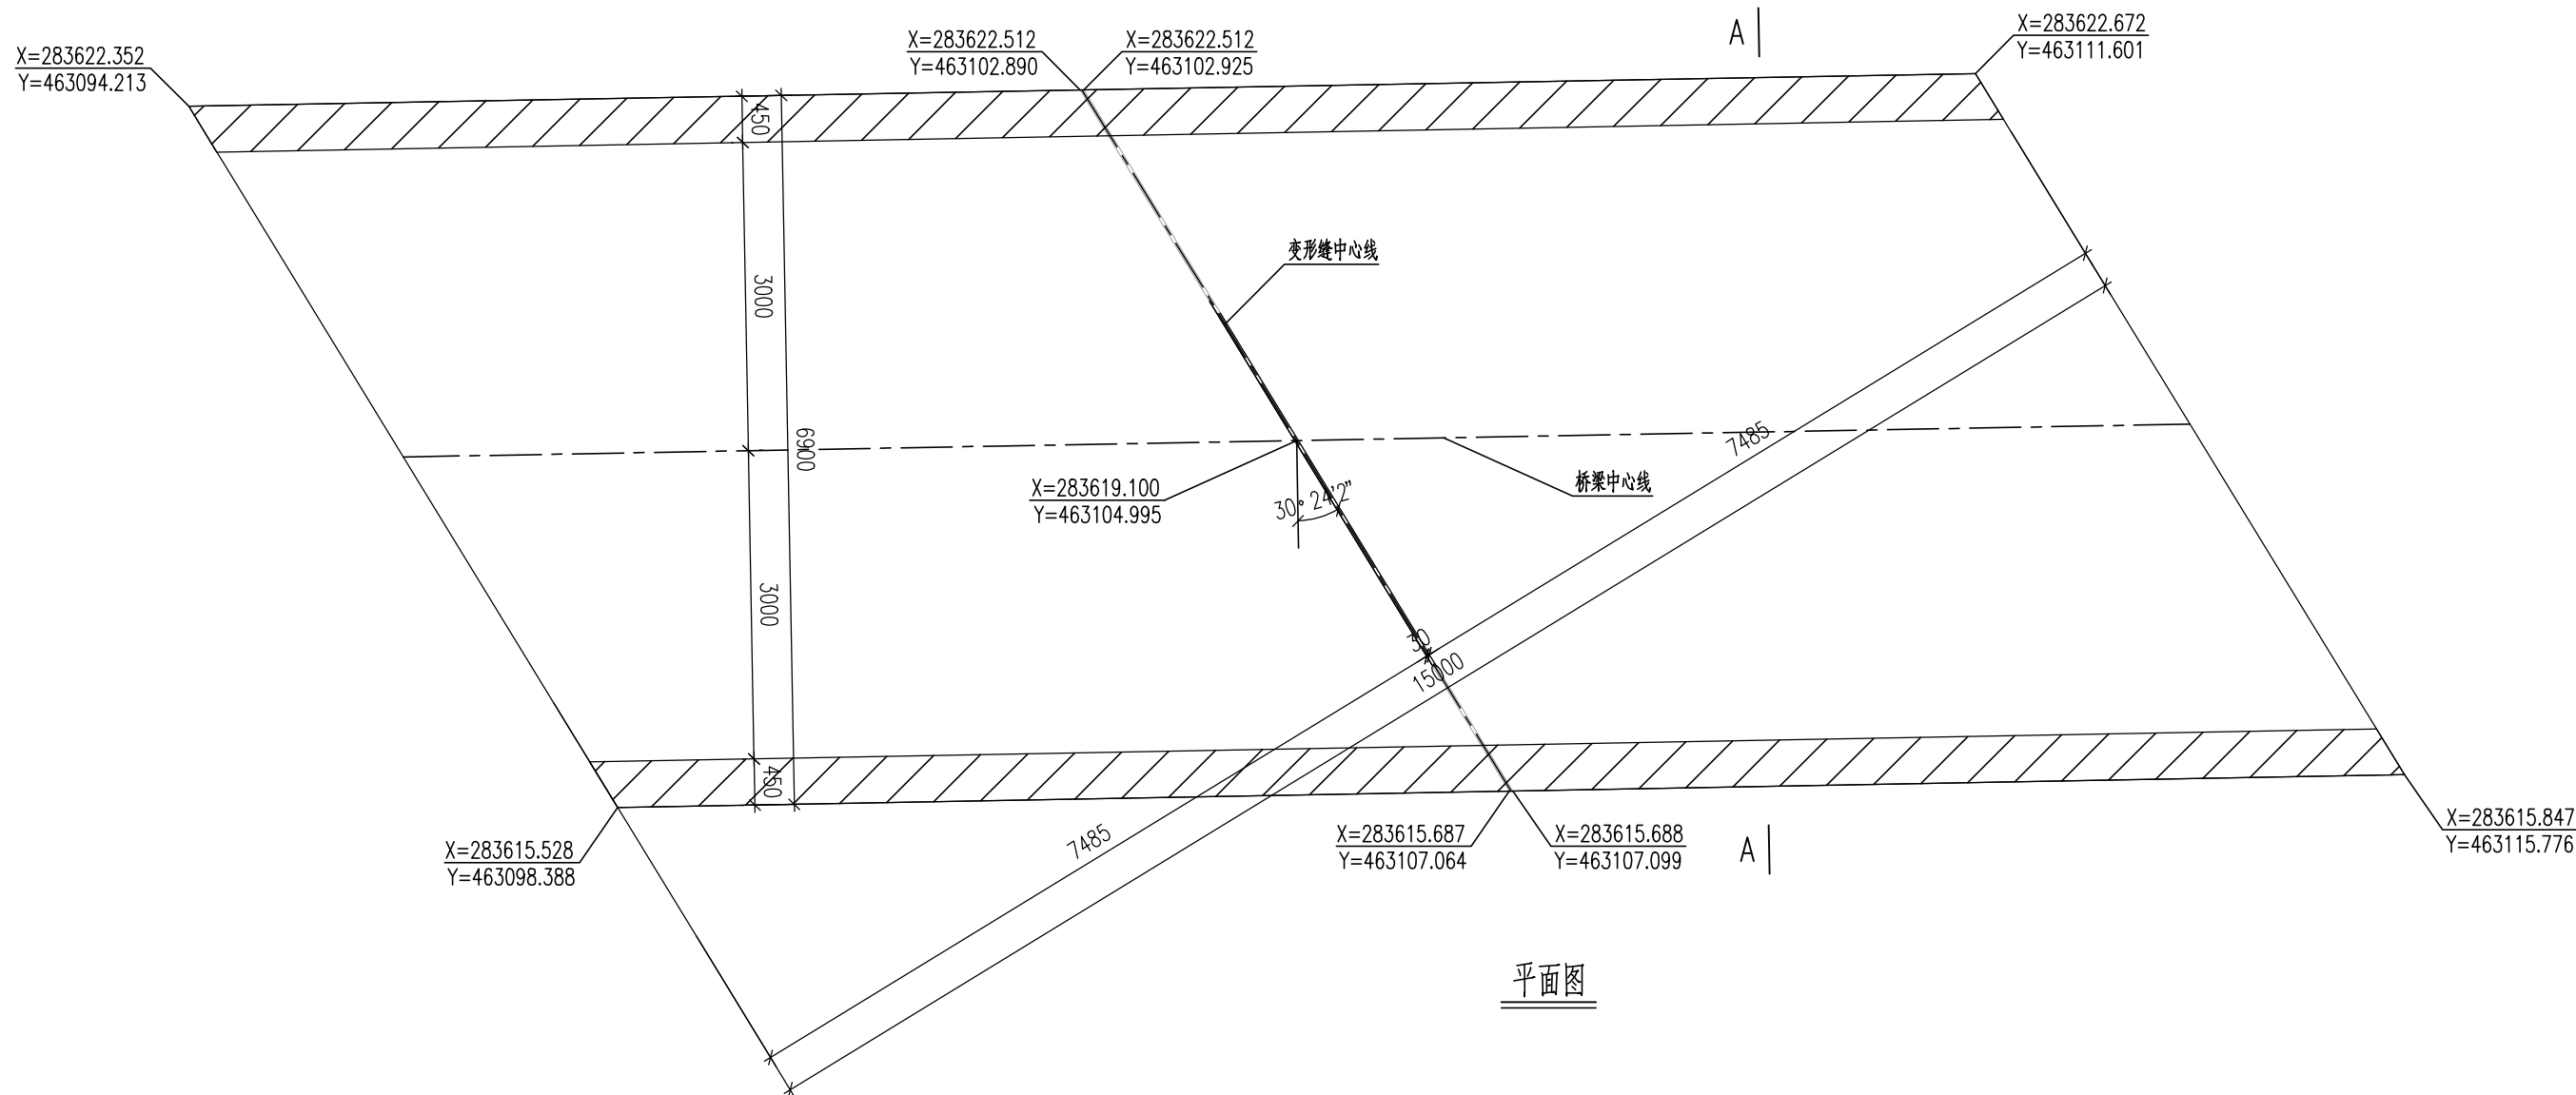 X=283622.352
Y=463094.213
X=283622.512
Y=463102.890
X=283622.512
Y=463102.925
A
X=283622.672
Y=463111.601
450
3000
变形缝中心线
6900
7485
X=283619.100
Y=463104.995
30°24'2"
桥梁中心线
3000
30
15000
450
7485
X=283615.528
Y=463098.388
X=283615.687
Y=463107.064
X=283615.688
Y=463107.099
A
X=283615.847
Y=463115.776
平面图